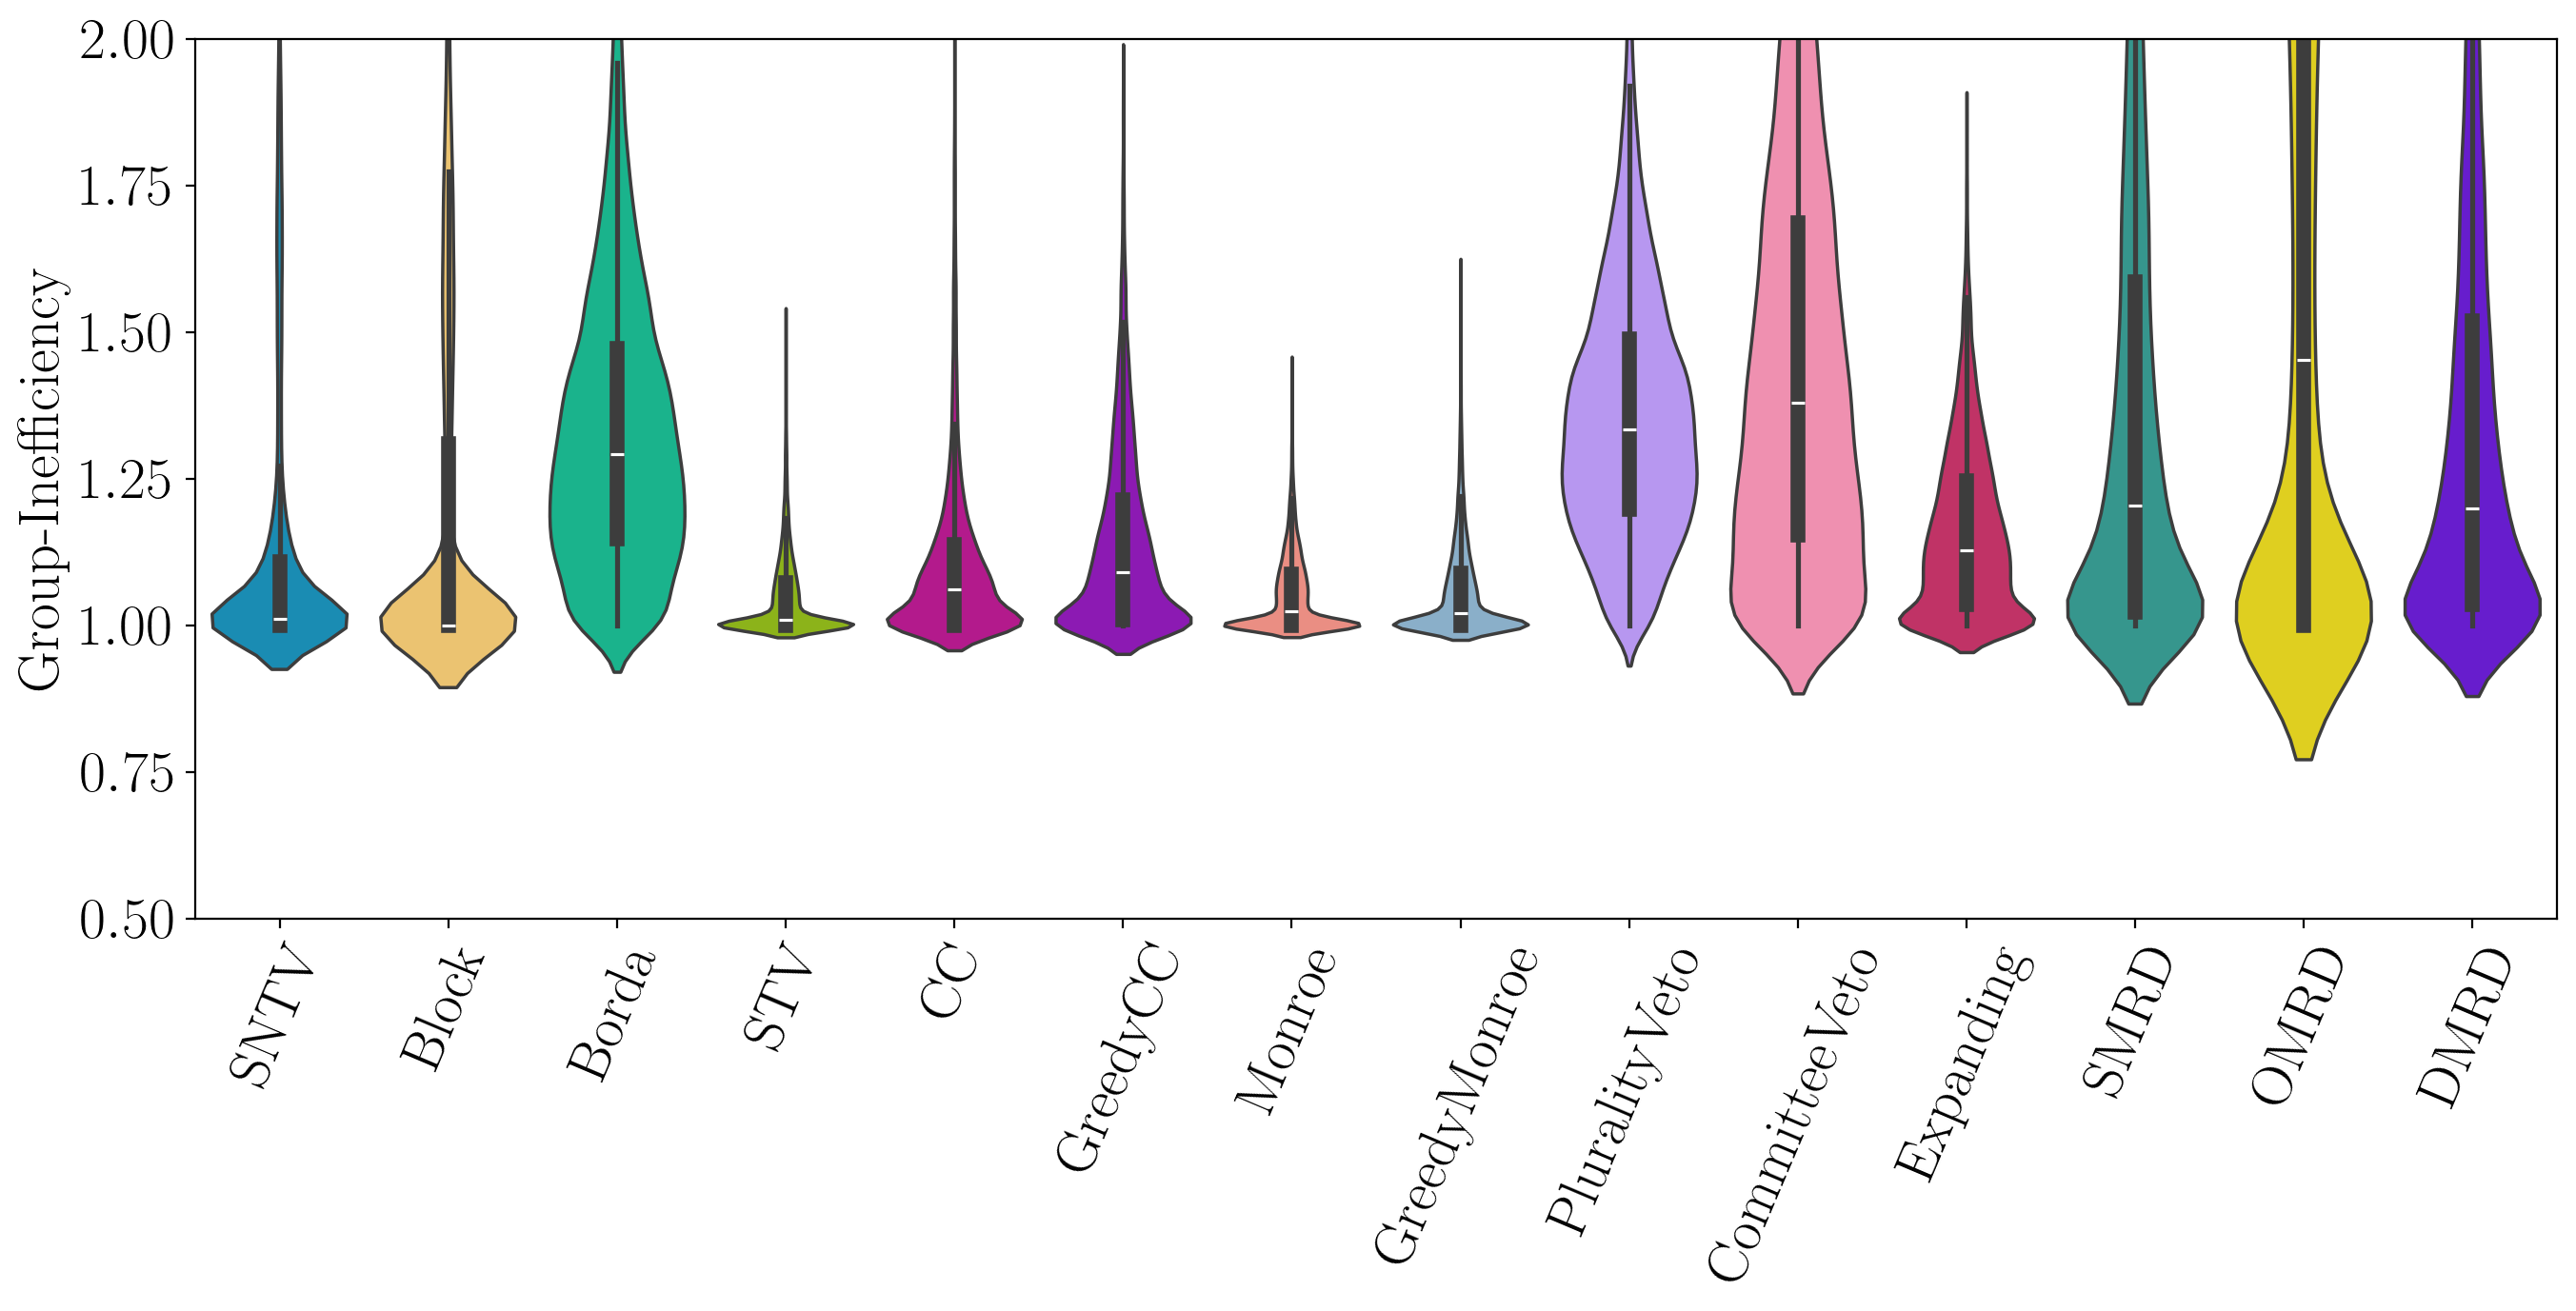 Group-Inefficiency
2.00
1.75
1.50
1.25
1.00
0.75
0.50
SNTV
Block
Borda
STV
CC
GreedyCC
Monroe
GreedyMonroe
PluralityVeto
CommitteeVeto
Expanding
SMRD
OMRD
DMRD